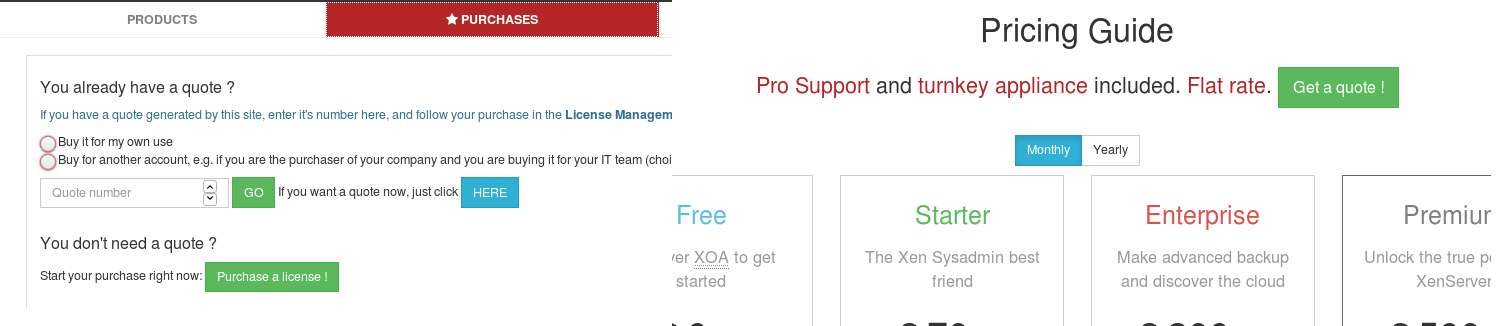 PRODUCTS
PURCHASES
You already have a quote ?
If you have a quote generated by this site, enter it's number here, and follow your purchase in the License Managem
Buy it for my own use
Buy for another account, e.g. if you are the purchaser of your company and you are buying it for your IT team (choi
Quote number GO If you want a quote now, just click HERE
You don't need a quote ?
Start your purchase right now: Purchase a license !
Pricing Guide
Pro Support and turnkey appliance included. Flat rate. Get a quote !
Monthly Yearly
Free
ver XOA to get
started
Starter
The Xen Sysadmin best
friend
Enterprise
Make advanced backup
and discover the cloud
Premium
Unlock the true p
XenServer